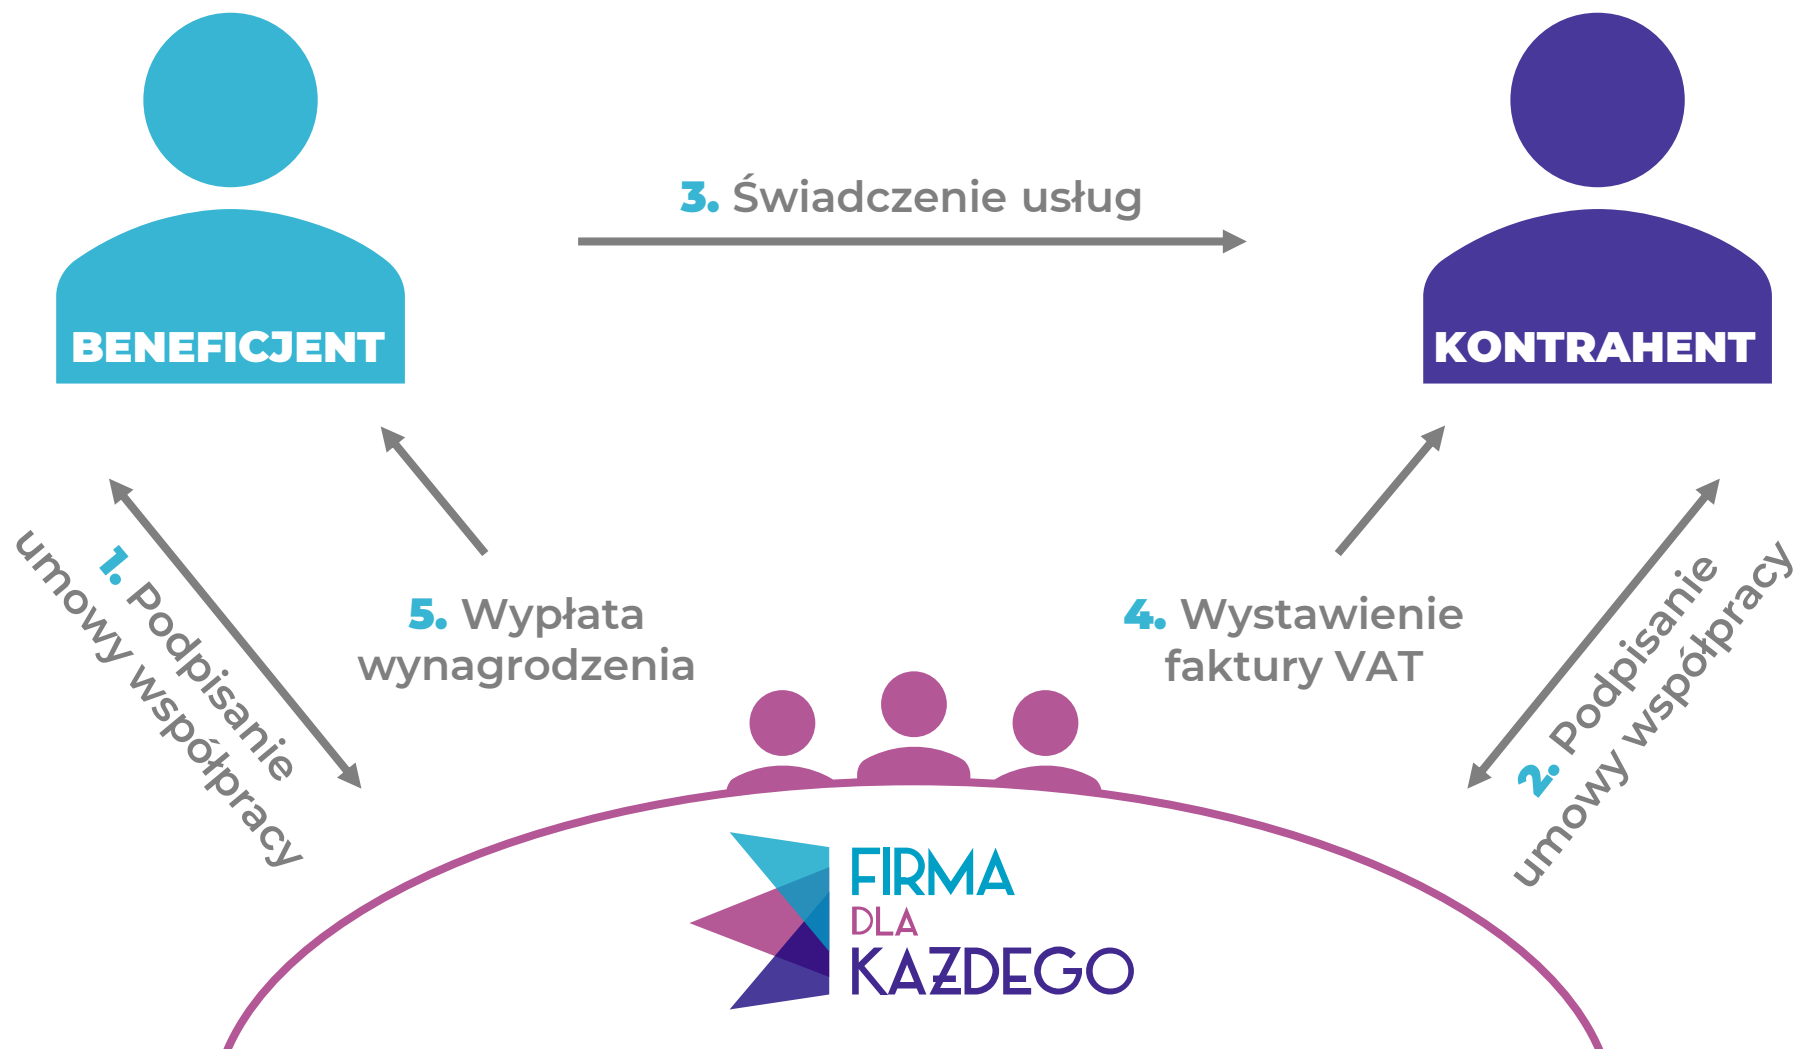 3. Świadczenie usług
BENEFICJENT
KONTRAHENT
1. Podpisanie
umowy współpracy
5. Wypłata
wynagrodzenia
4. Wystawienie
faktury VAT
2. Podpisanie
umowy współpracy
FIRMA
DLA
KAŻDEGO